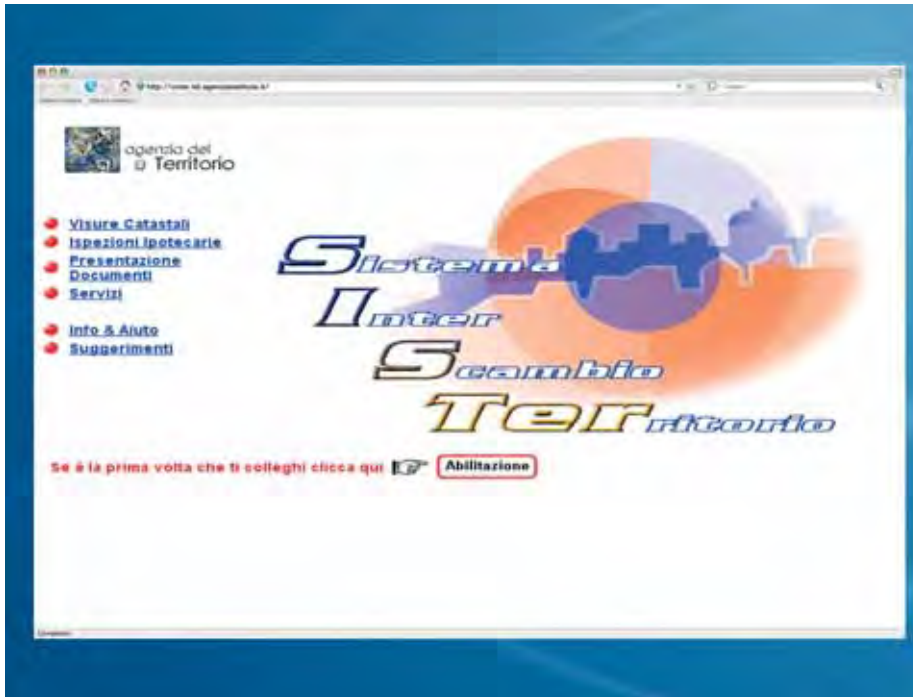 agenzia del
Territorio
Visure Catastali
Ispezioni Ipotecarie
Presentazione
Documenti
Servizi
Info & Aiuto
Suggerimenti
Sistema
Inter
Scambio
TERritorio
Se è la prima volta che ti colleghi clicca qui Abilitazione